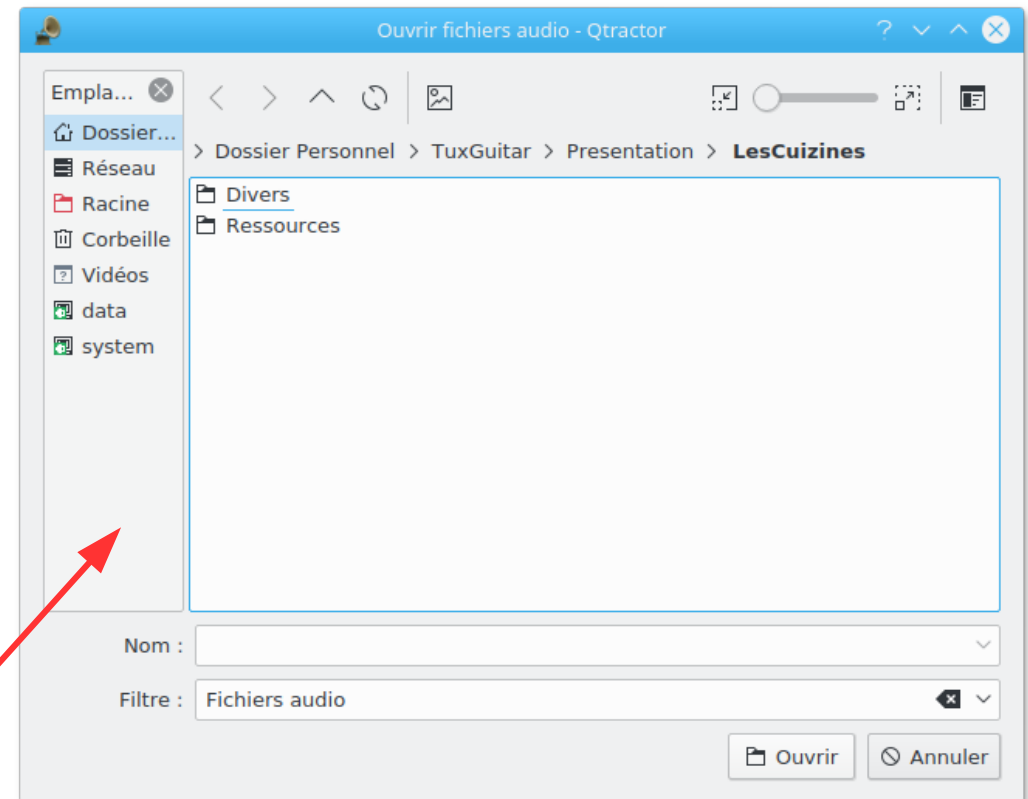 Ouvrir fichiers audio - Qtractor
Empla...
Dossier...
Réseau
Racine
Corbeille
Vidéos
data
system
> Dossier Personnel > TuxGuitar > Presentation > LesCuizines
Divers
Ressources
Nom :
Filtre : Fichiers audio
Ouvrir Annuler